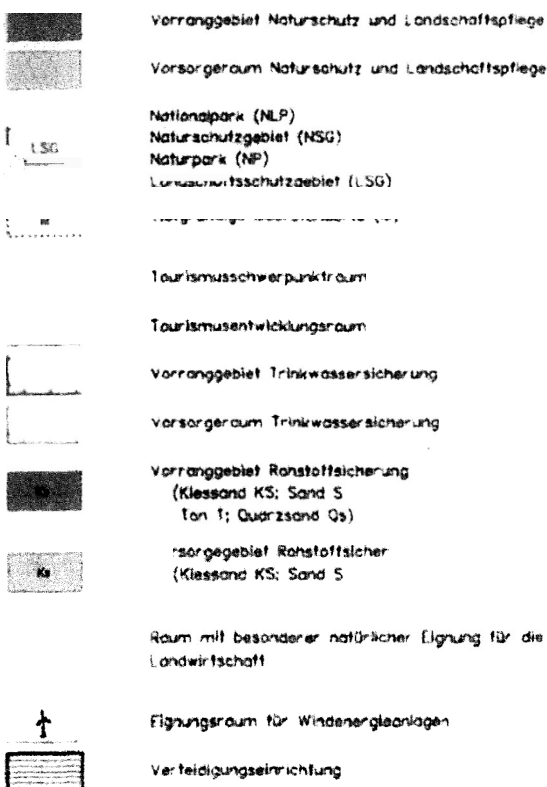 Vorranggebiet Naturschutz und Landschaftspflege
Vorsorgeraum Naturschutz und Landschaftspflege
Nationalpark (NLP)
Naturschutzgebiet (NSG)
LSG
Naturpark (NP)
Landschaftsschutzgebiet (LSG)
Tourismusschwerpunktraum
Tourismusentwicklungsraum
Vorranggebiet Trinkwassersicherung
Vorsorgeraum Trinkwassersicherung
Vorranggebiet Rohstoffsicherung
(Kiessand KS; Sand S
Ton T; Quarzsand Qs)
rsorgegebiet Rohstoffsicher
Ks
(Kiessand KS; Sand S
Raum mit besonderer natürlicher Eignung für die
Landwirtschaft
Eignungsraum für Windenergieanlagen
Verteidigungseinrichtung